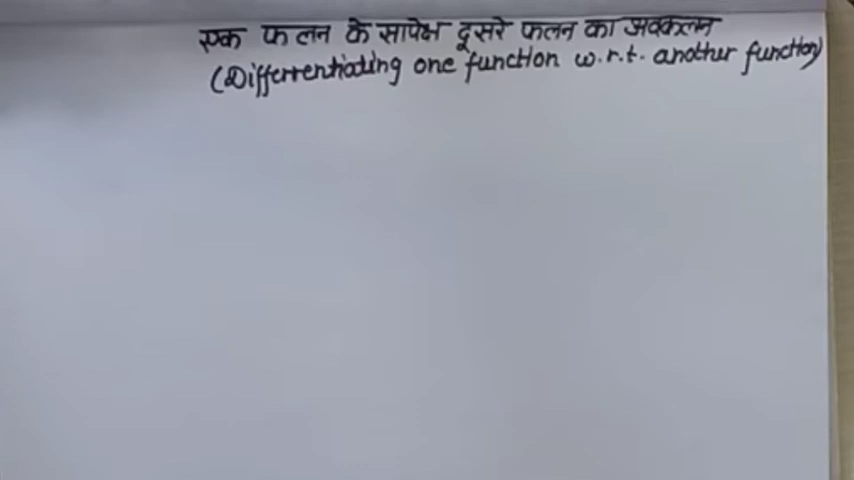 एक फलन के सापेक्ष दूसरे फलन का अवकलन
(Differentiating one function w.r.t. another function)